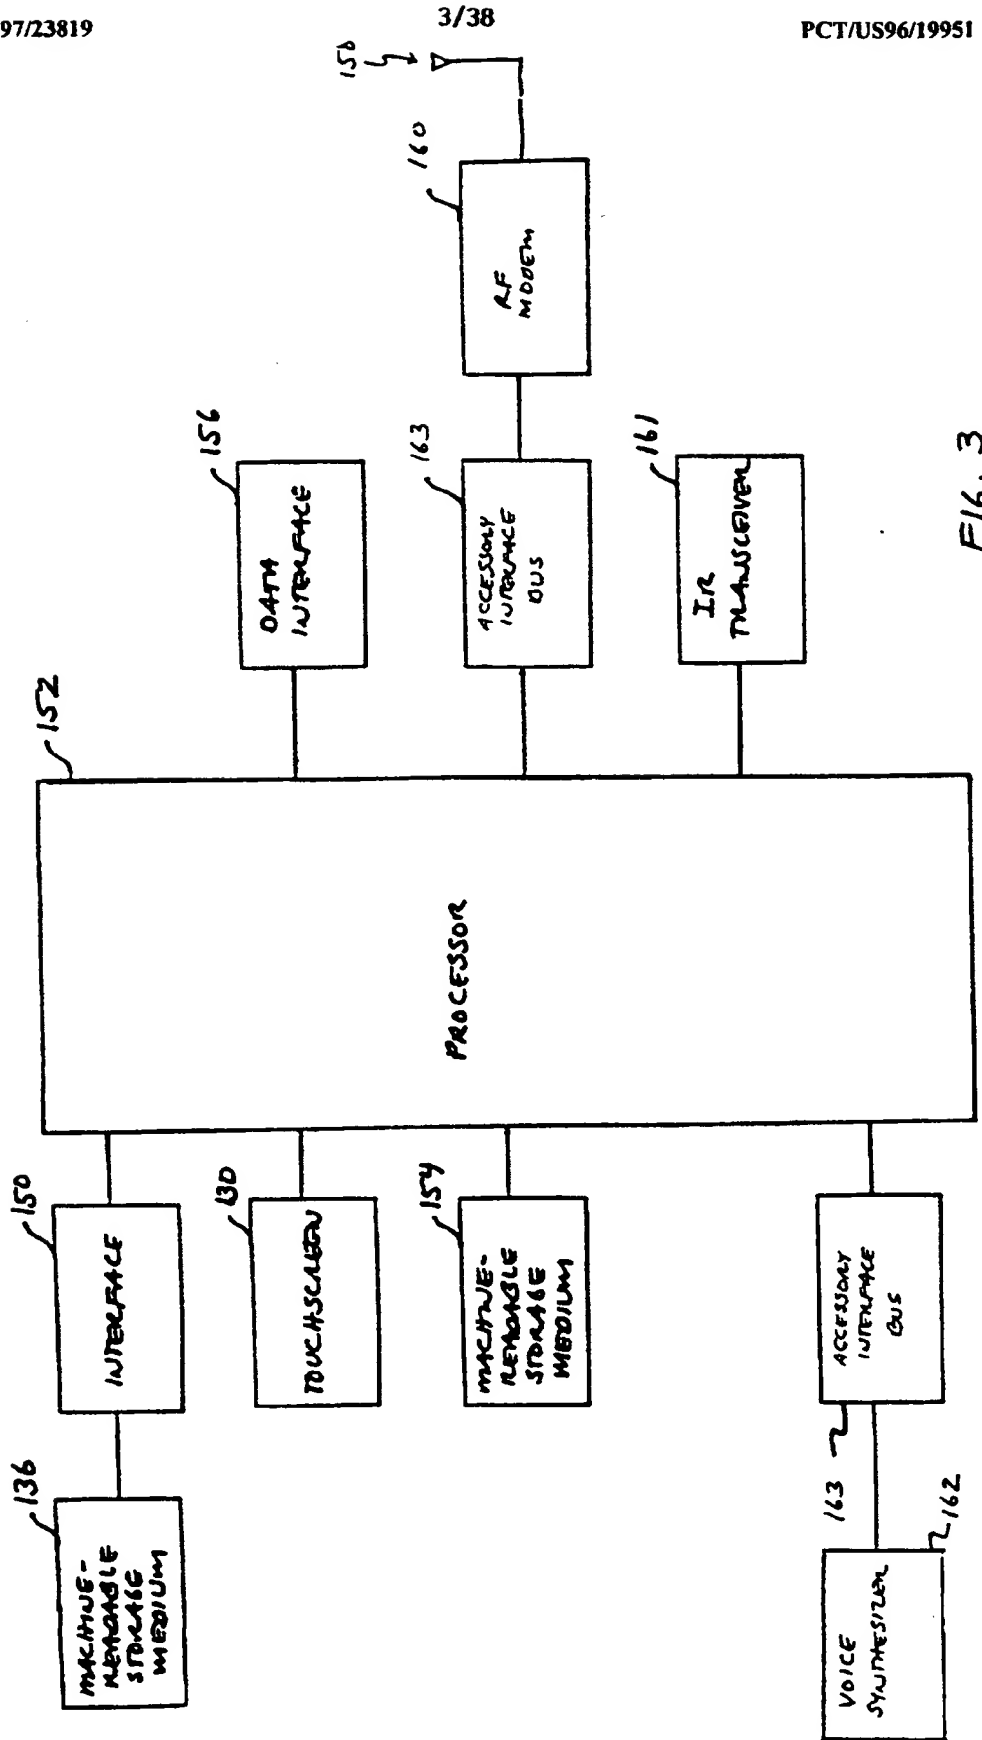 97/23819
3/38
PCT/US96/19951
136
MACHINE-
READABLE
STORAGE
MEDIUM
150
INTERFACE
130
TOUCHSCREEN
154
MACHINE-
READABLE
STORAGE
MEDIUM
162
VOICE
SYNTHESIZER
163
ACCESSORY
INTERFACE
BUS
152
PROCESSOR
156
DATA
INTERFACE
163
ACCESSORY
INTERFACE
BUS
161
IR
TRANSCEIVER
160
RF
MODEM
158
FIG. 3